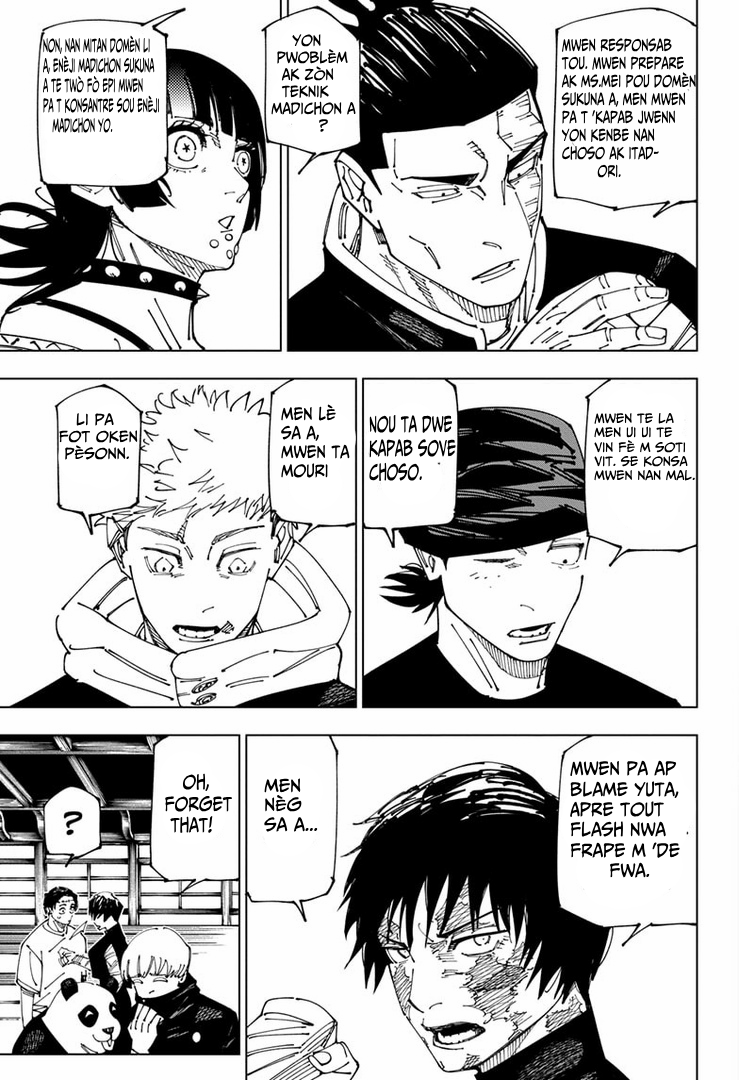 MWEN RESPONSAB
TOU. MWEN PREPARE
AK MS.MEI POU DOMÈN
SUKUNA A, MEN MWEN
PA T 'KAPAB JWENN
YON KENBE NAN
CHOSO AK ITAD-
ORI.
YON
PWOBLÈM
AK ZÒN
TEKNIK
MADICHON A
?
NON, NAN MITAN DOMÈN LI
A, ENÈJI MADICHON SUKUNA
A TE TWÒ FÒ EPI MWEN
PA T KONSANTRE SOU ENÈJI
MADICHON YO.
MWEN TE LA
MEN UI UI TE
VIN FÈ M SOTI
VIT. SE KONSA
MWEN NAN MAL.
NOU TA DWE
KAPAB SOVE
CHOSO.
MEN LÈ
SA A,
MWEN TA
MOURI
LI PA
FOT OKEN
PÈSONN.
MWEN PA AP
BLAME YUTA,
APRE TOUT
FLASH NWA
FRAPE M 'DE
FWA.
MEN
NÈG
SA A...
OH,
FORGET
THAT!
?